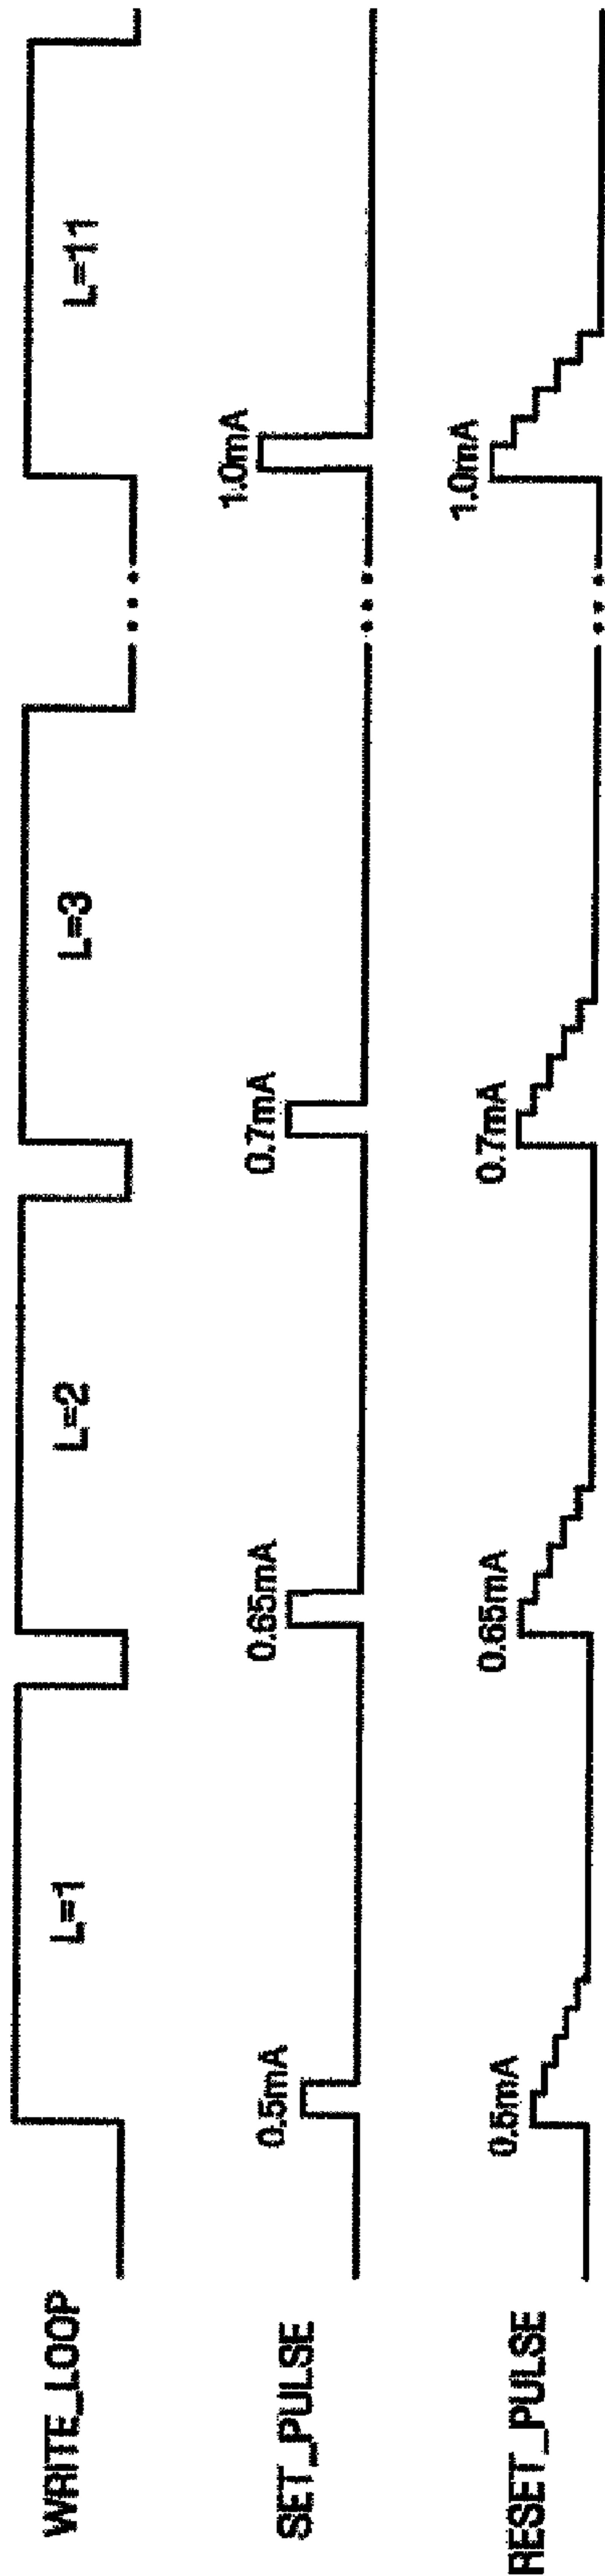 WRITE_LOOP
L=1
L=2
L=3
...
L=11
SET_PULSE
0.5mA
0.65mA
0.7mA
...
1.0mA
RESET_PULSE
0.5mA
0.65mA
0.7mA
...
1.0mA